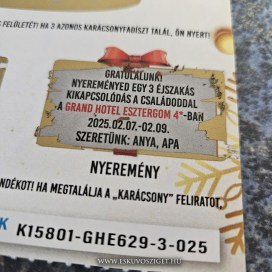 FELÜLETÉT! HA 3 AZONOS KARÁCSONYFADÍSZT TALÁL, ÖN NYERT!
GRATULÁLUNK!
NYEREMÉNYED EGY 3 ÉJSZAKÁS
KIKAPCSOLÓDÁS A CSALÁDODDAL
A GRAND HOTEL ESZTERGOM 4*-BAN
2025.02.07.-02.09.
SZERETÜNK: ANYA, APA
NYEREMÉNY
NDÉKOT! HA MEGTALÁLJA A „KARÁCSONY” FELIRATOT,
K K15801-GHE629-3-025
WWW.ESKUVOSZIGET.HU